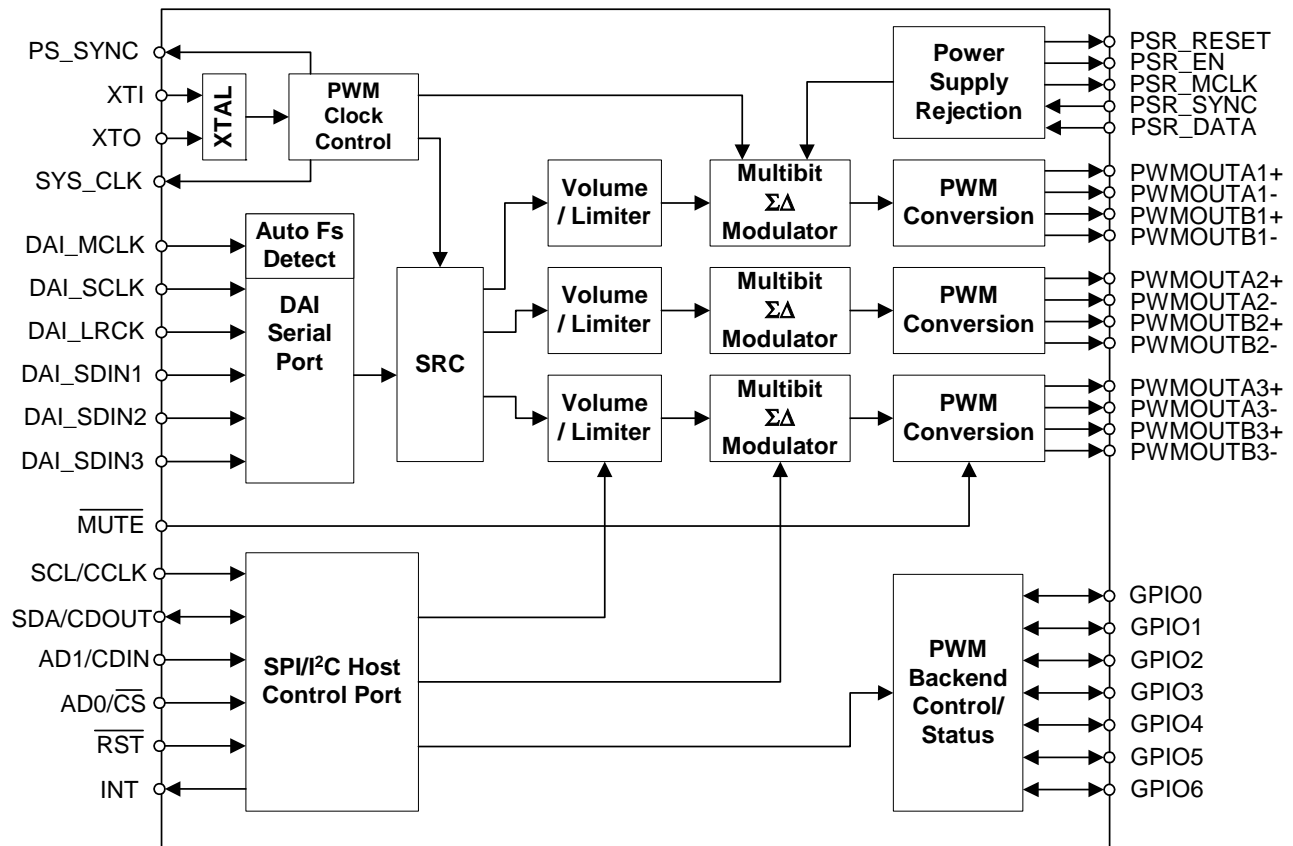 PS_SYNC
XTI
XTO
SYS_CLK
DAI_MCLK
DAI_SCLK
DAI_LRCK
DAI_SDIN1
DAI_SDIN2
DAI_SDIN3
MUTE
SCL/CCLK
SDA/CDOUT
AD1/CDIN
AD0/CS
RST
INT
XTAL
PWM
Clock
Control
Auto Fs
Detect
DAI
Serial
Port
SRC
SPI/I²C Host
Control Port
Volume
/ Limiter
Multibit
ΣΔ
Modulator
PWM
Conversion
Volume
/ Limiter
Multibit
ΣΔ
Modulator
PWM
Conversion
Volume
/ Limiter
Multibit
ΣΔ
Modulator
PWM
Conversion
Power
Supply
Rejection
PWM
Backend
Control/
Status
PSR_RESET
PSR_EN
PSR_MCLK
PSR_SYNC
PSR_DATA
PWMOUTA1+
PWMOUTA1-
PWMOUTB1+
PWMOUTB1-
PWMOUTA2+
PWMOUTA2-
PWMOUTB2+
PWMOUTB2-
PWMOUTA3+
PWMOUTA3-
PWMOUTB3+
PWMOUTB3-
GPIO0
GPIO1
GPIO2
GPIO3
GPIO4
GPIO5
GPIO6